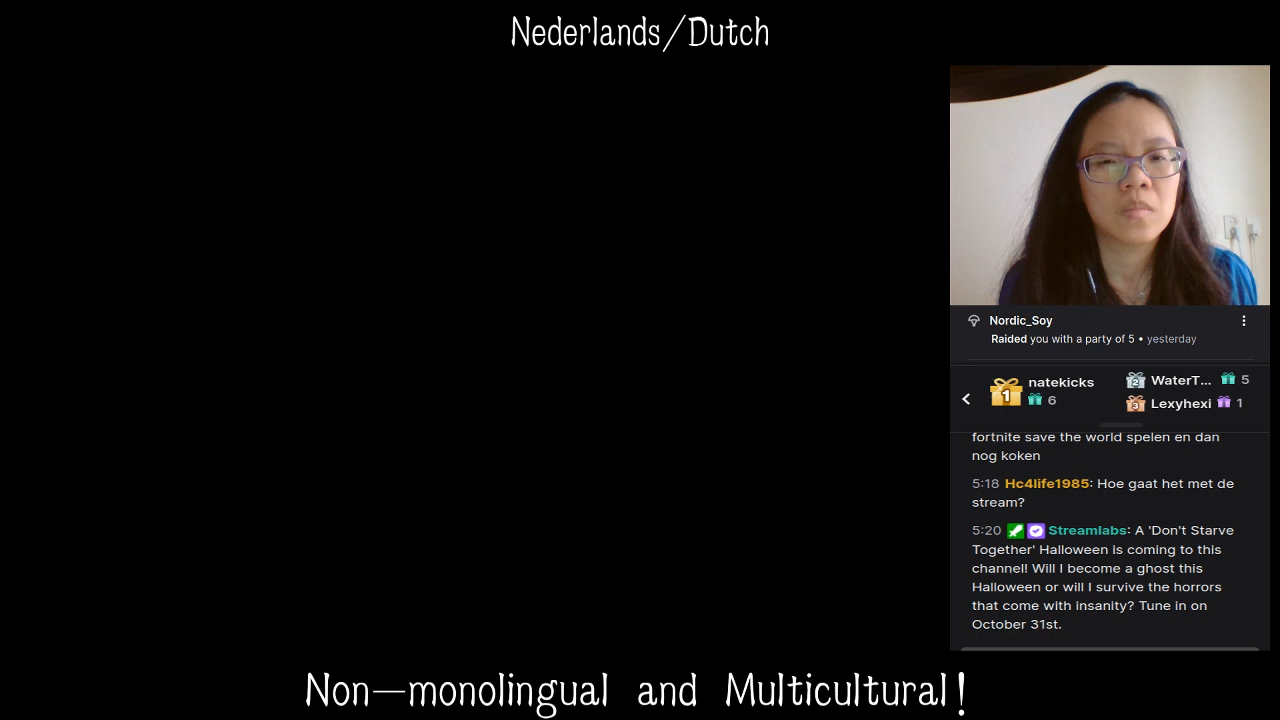 Nederlands/Dutch
Nordic_Soy
Raided you with a party of 5 • yesterday
1 natekicks
6
2 WaterT... 5
3 Lexyhexi 1
fortnite save the world spelen en dan
nog koken
5:18 Hc4life1985: Hoe gaat het met de
stream?
5:20 Streamlabs: A 'Don't Starve
Together' Halloween is coming to this
channel! Will I become a ghost this
Halloween or will I survive the horrors
that come with insanity? Tune in on
October 31st.
Non-monolingual and Multicultural!